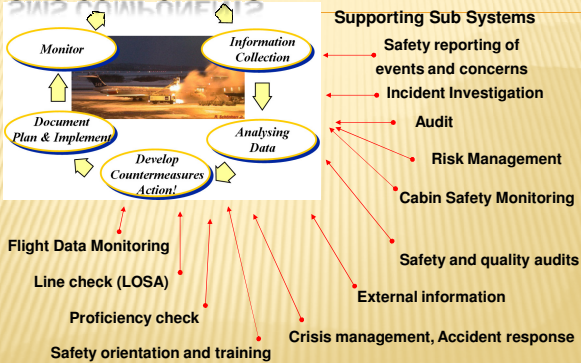 SMS COMPONENTS
Supporting Sub Systems
Monitor
Information
Collection
Document
Plan & Implement
Analysing
Data
Develop
Countermeasures
Action!
Safety reporting of
events and concerns
Incident Investigation
Audit
Risk Management
Cabin Safety Monitoring
Safety and quality audits
External information
Crisis management, Accident response
Flight Data Monitoring
Line check (LOSA)
Proficiency check
Safety orientation and training